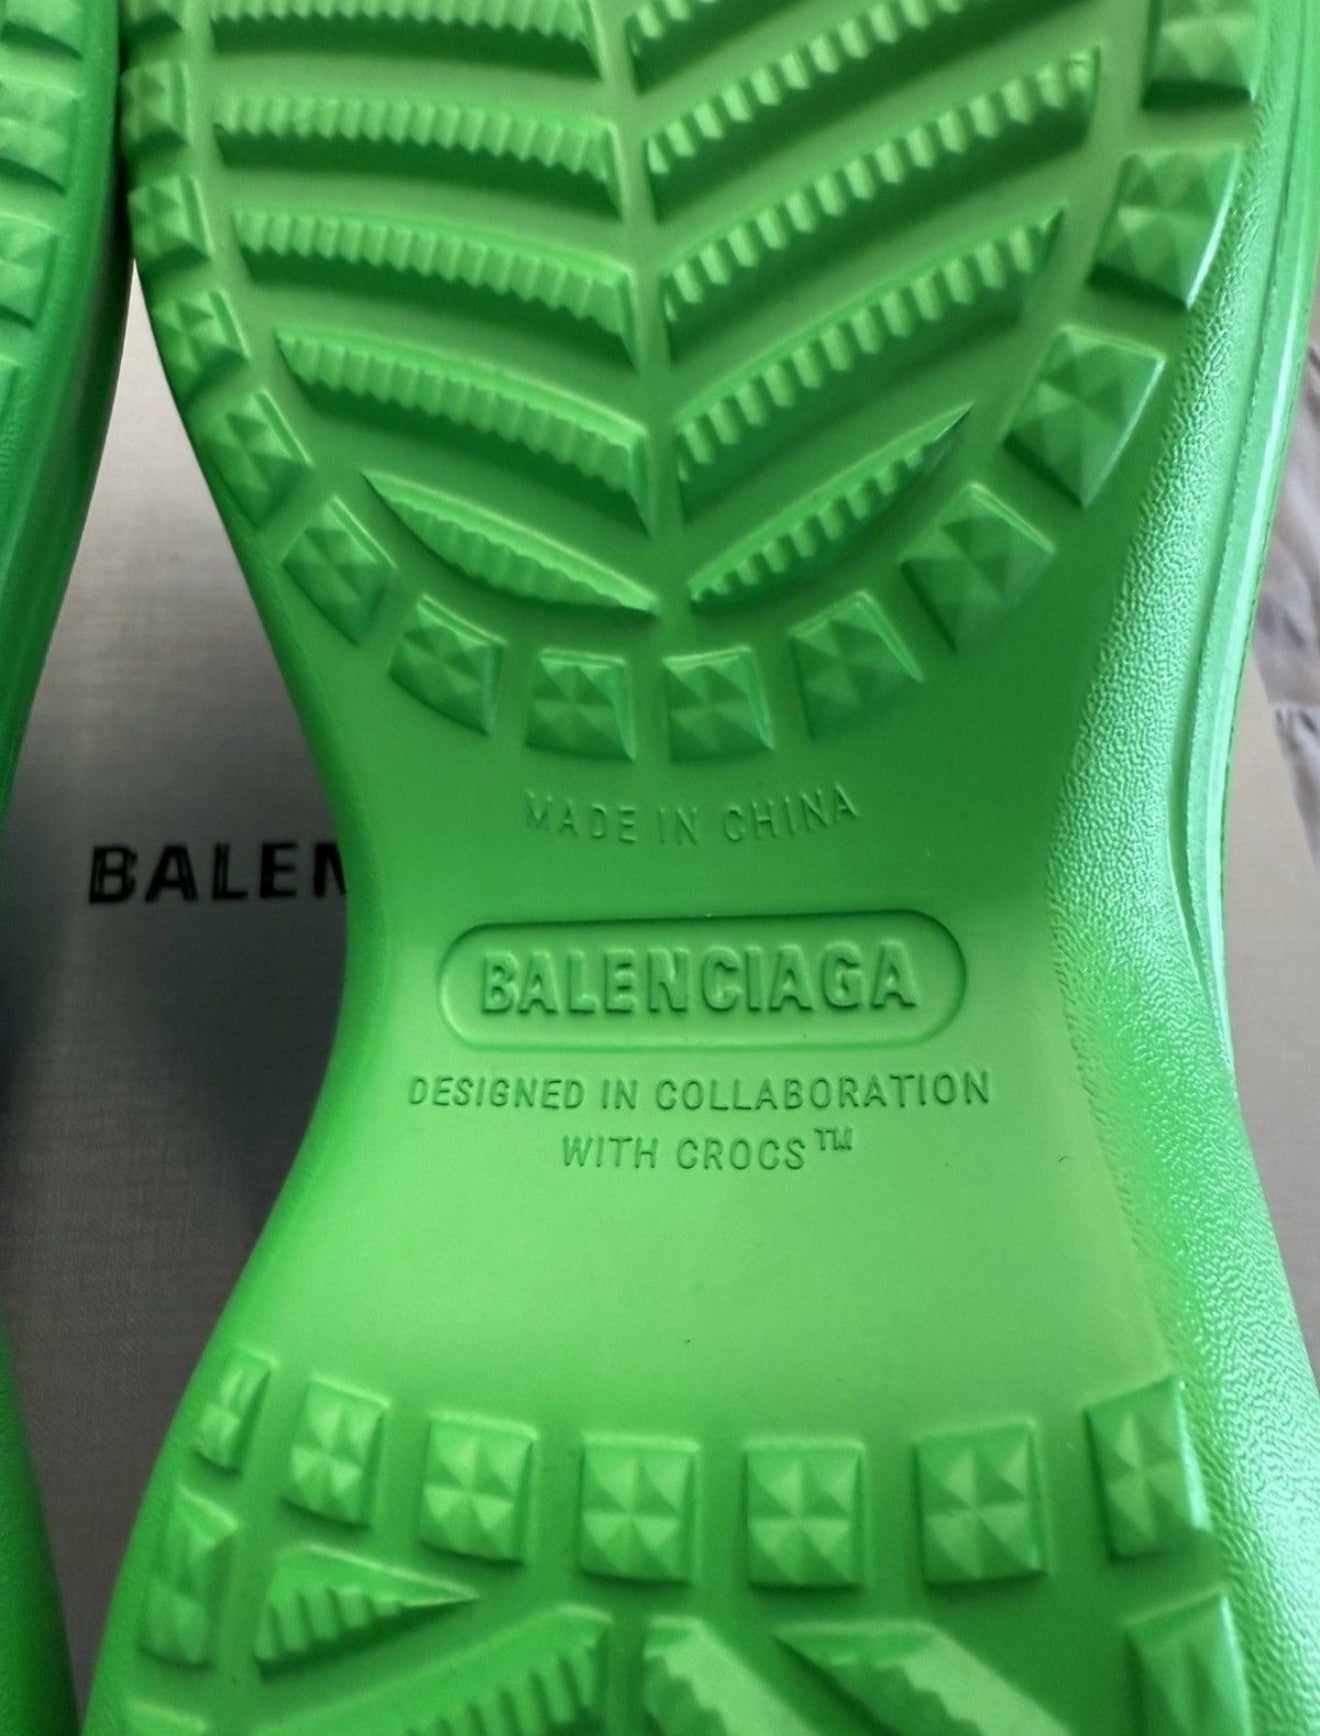 MADE IN CHINA
BALEN
BALENCIAGA
DESIGNED IN COLLABORATION
WITH CROCS™